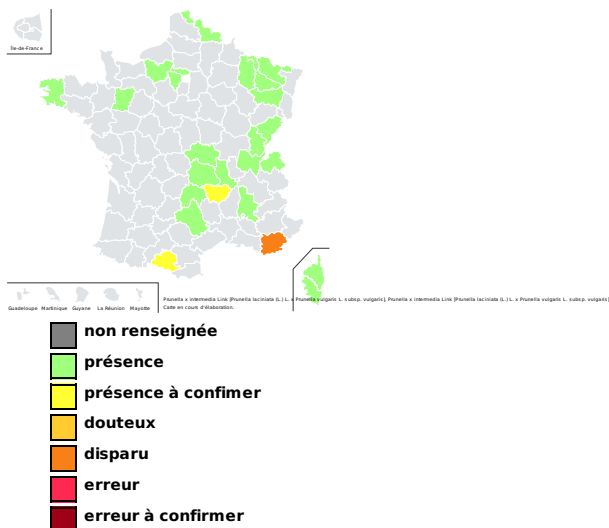 Île-de-France
Guadeloupe Martinique Guyane La Réunion Mayotte
Prunella x intermedia Link [Prunella laciniata (L.) L. x Prunella vulgaris L. subsp. vulgaris], Prunella x intermedia Link [Prunella laciniata (L.) L. x Prunella vulgaris L. subsp. vulgaris]
Carte en cours d'élaboration.
non renseignée
présence
présence à confimer
douteux
disparu
erreur
erreur à confirmer